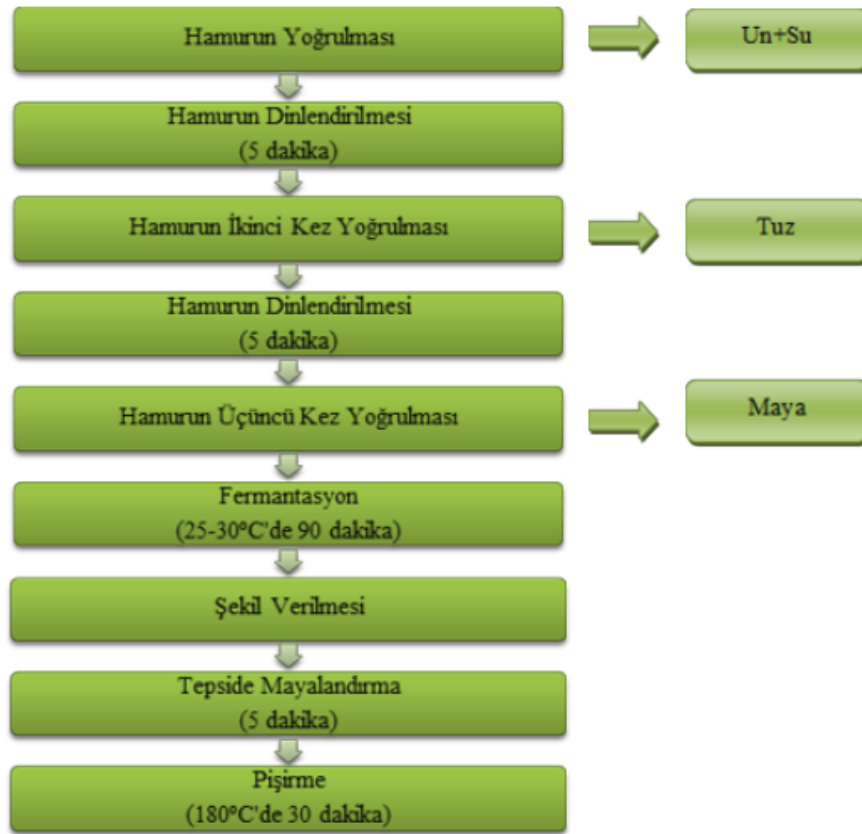 Hamurun Yoğrulması
Un+Su
Hamurun Dinlendirilmesi
(5 dakika)
Hamurun İkinci Kez Yoğrulması
Tuz
Hamurun Dinlendirilmesi
(5 dakika)
Hamurun Üçüncü Kez Yoğrulması
Maya
Fermantasyon
(25-30ºC'de 90 dakika)
Şekil Verilmesi
Tepside Mayalandırma
(5 dakika)
Pişirme
(180ºC'de 30 dakika)